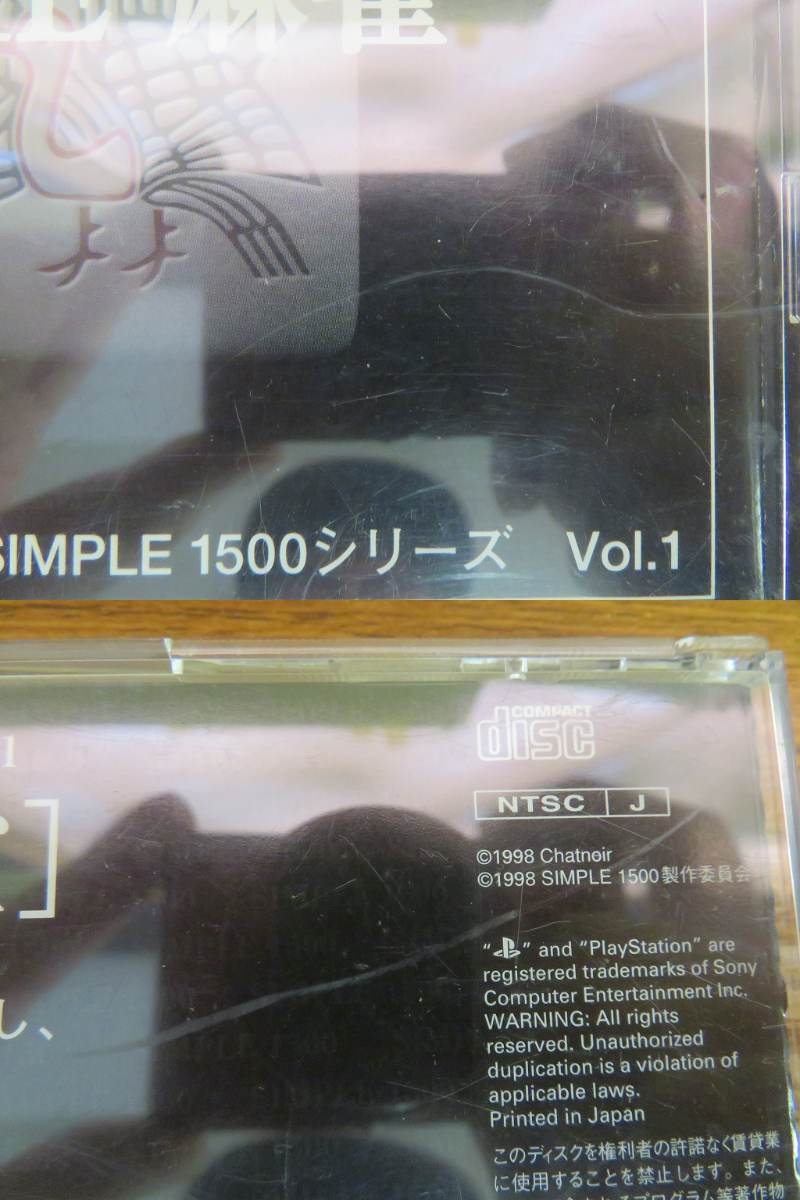 麻雀
SIMPLE 1500シリーズ Vol.1
COMPACT
disc
NTSC J
©1998 Chatnoir
©1998 SIMPLE 1500製作委員会
“ ” and “PlayStation” are
registered trademarks of Sony
Computer Entertainment Inc.
WARNING: All rights
reserved. Unauthorized
duplication is a violation of
applicable laws.
Printed in Japan
このディスクを権利者の許諾なく賃貸業
に使用することを禁止します。また、
し、